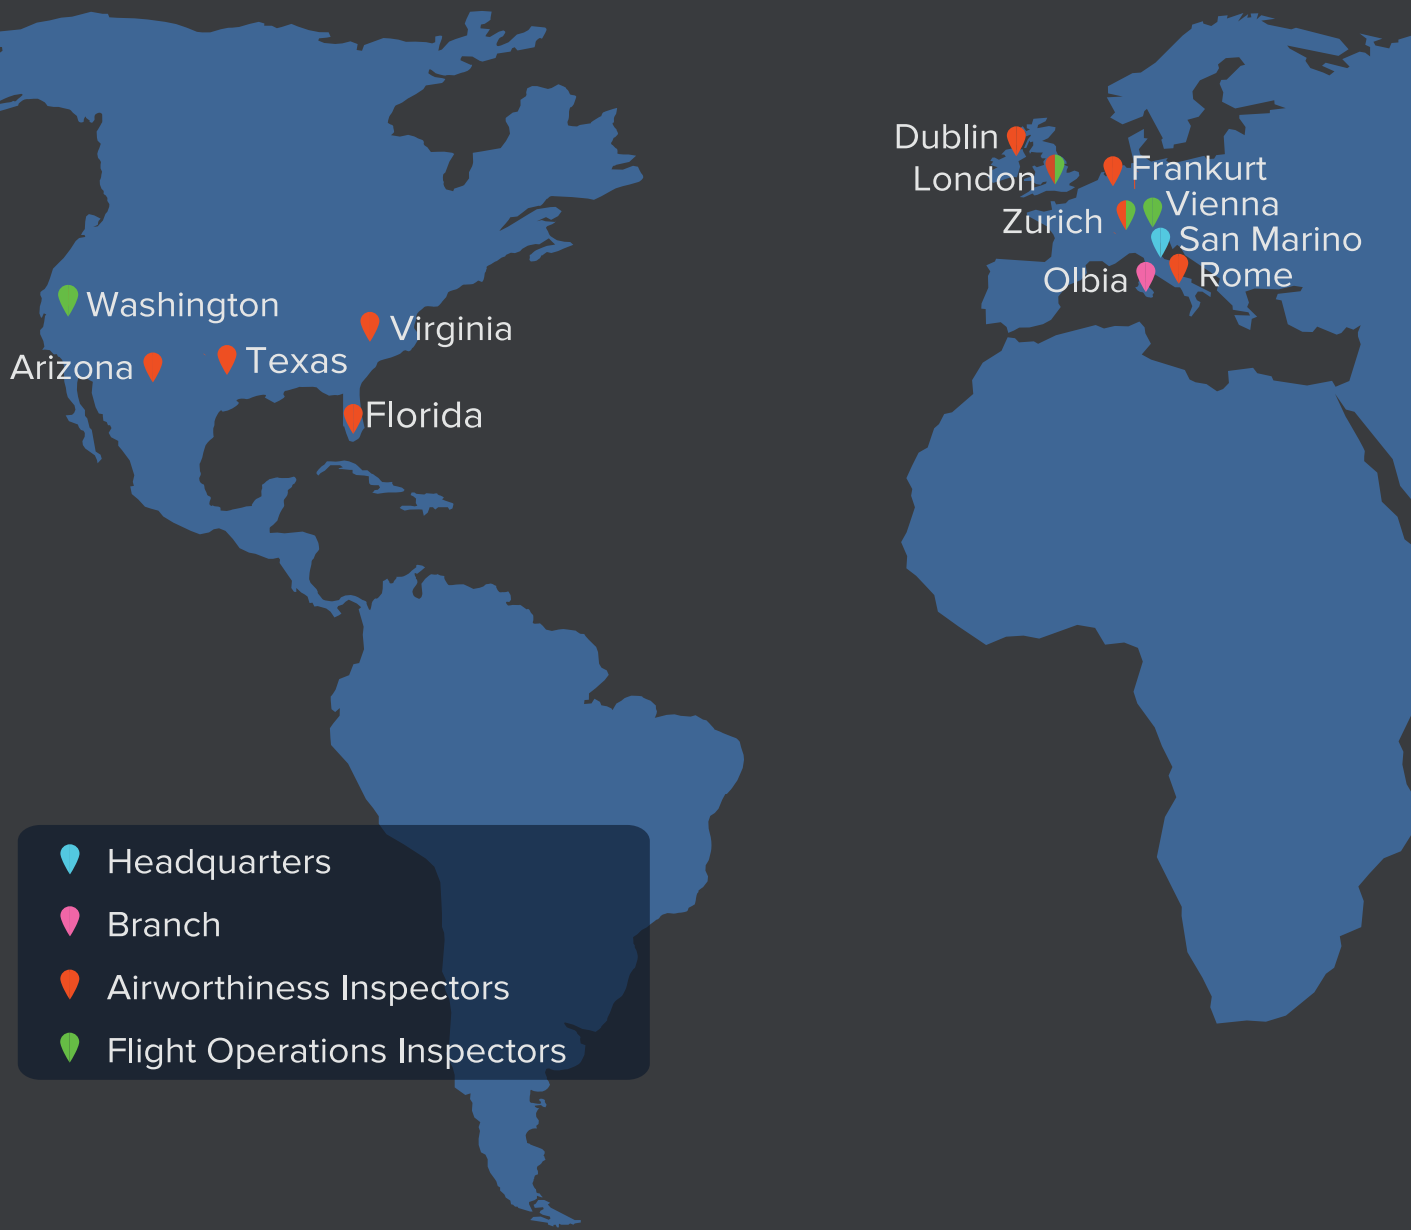 Dublin
London
Frankurt
Zurich
Vienna
San Marino
Olbia
Rome
Washington
Virginia
Arizona
Texas
Florida
Headquarters
Branch
Airworthiness Inspectors
Flight Operations Inspectors